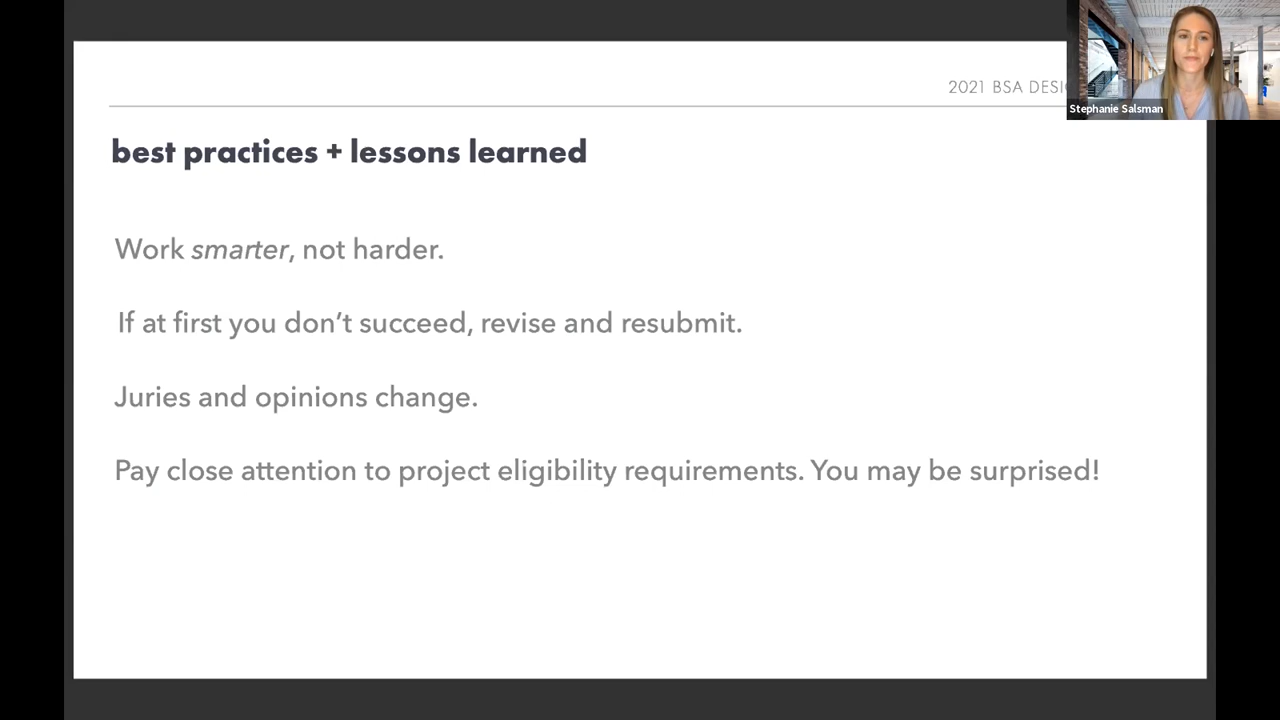 2021 BSA
Stephanie Salsman
best practices + lessons learned
Work smarter, not harder.
If at first you don’t succeed, revise and resubmit.
Juries and opinions change.
Pay close attention to project eligibility requirements. You may be surprised!